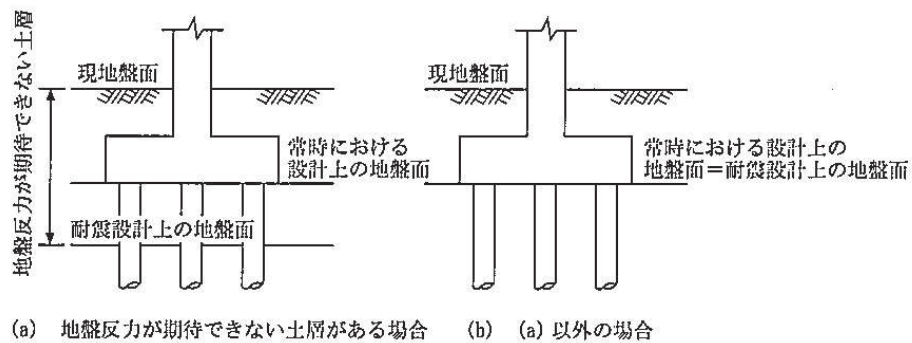 地盤反力が期待できない土層
現地盤面
常時における
設計上の地盤面
耐震設計上の地盤面
(a) 地盤反力が期待できない土層がある場合
現地盤面
常時における設計上の
地盤面=耐震設計上の地盤面
(b) (a)以外の場合